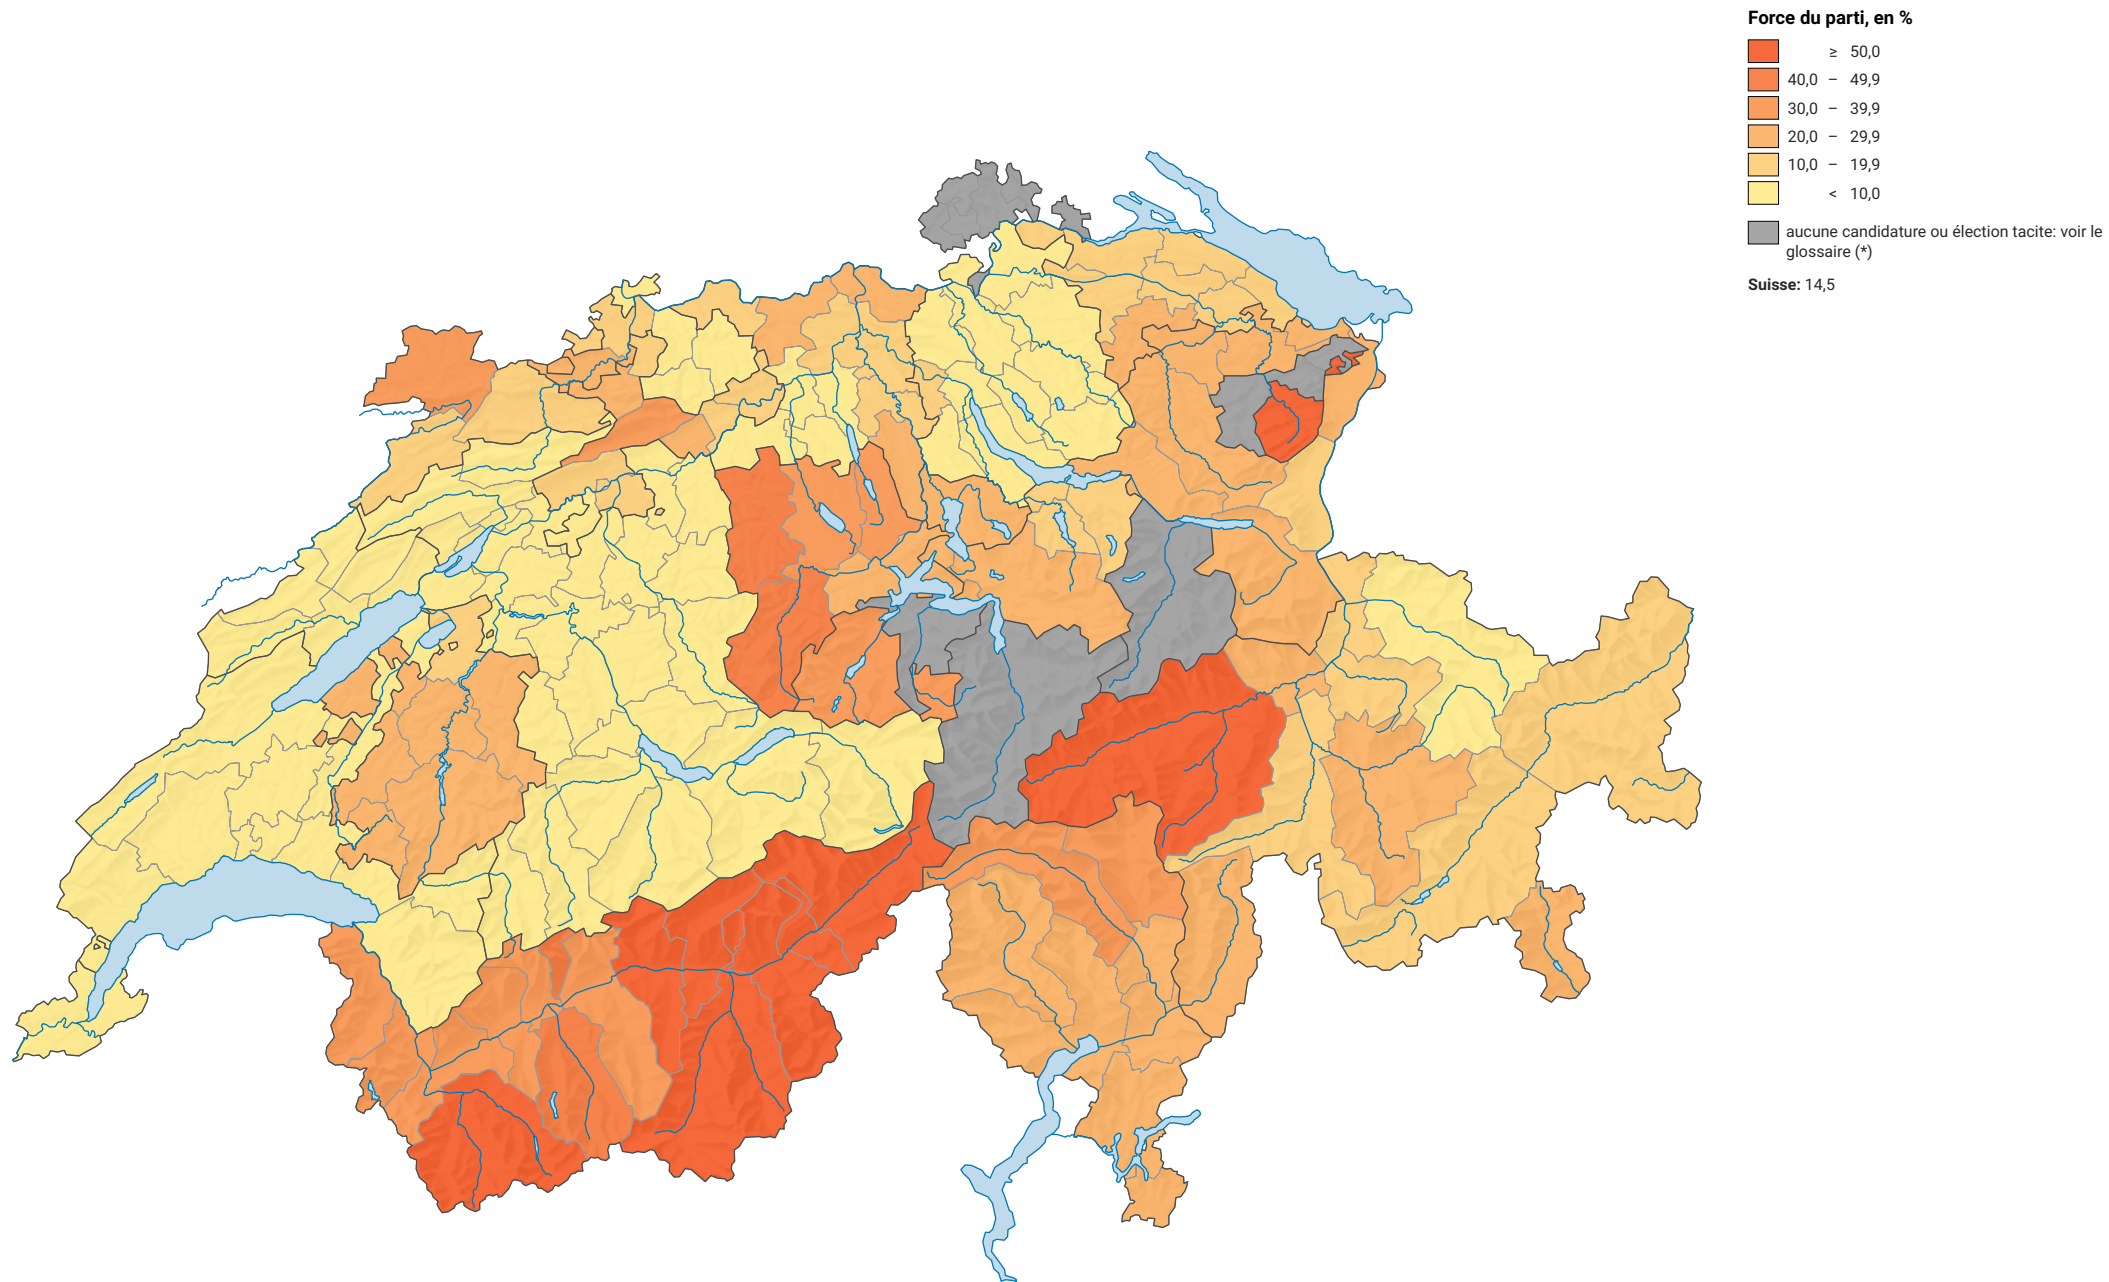 Force du parti, en %
≥ 50,0
40,0 – 49,9
30,0 – 39,9
20,0 – 29,9
10,0 – 19,9
< 10,0
aucune candidature ou élection tacite: voir le
glossaire (*)
Suisse: 14,5